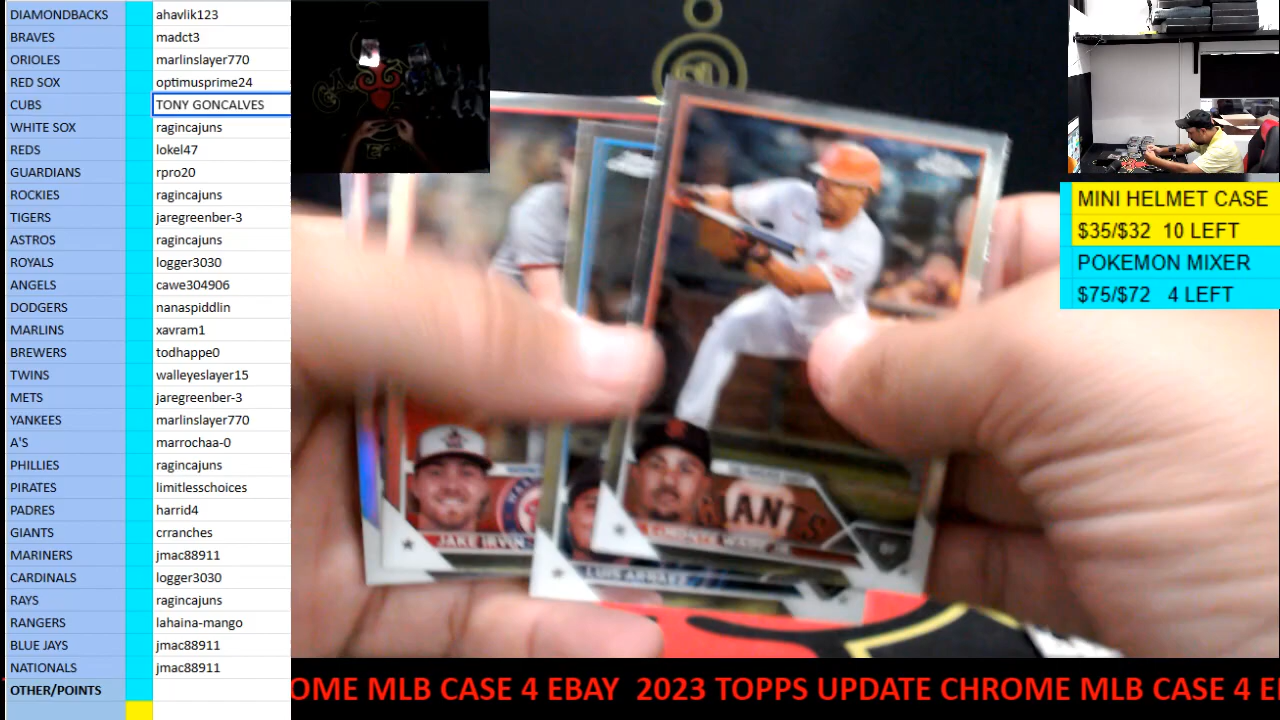 DIAMONDBACKS ahavlik123
BRAVES madct3
ORIOLES marlinslayer770
RED SOX optimusprime24
CUBS TONY GONCALVES
WHITE SOX ragincajuns
REDS lokel47
GUARDIANS rpro20
ROCKIES ragincajuns
TIGERS jaregreenber-3
ASTROS ragincajuns
ROYALS logger3030
ANGELS cawe304906
DODGERS nanaspiddlin
MARLINS xavram1
BREWERS todhappe0
TWINS walleyeslayer15
METS jaregreenber-3
YANKEES marlinslayer770
A'S marrochaa-0
PHILLIES ragincajuns
PIRATES limitlesschoices
PADRES harrid4
GIANTS crranches
MARINERS jmac88911
CARDINALS logger3030
RAYS ragincajuns
RANGERS lahaina-mango
BLUE JAYS jmac88911
NATIONALS jmac88911
OTHER/POINTS
MINI HELMET CASE
$35/$32 10 LEFT
POKEMON MIXER
$75/$72 4 LEFT
GIANTS
JAKE IRVIN
LUIS ARRAEZ
OME MLB CASE 4 EBAY 2023 TOPPS UPDATE CHROME MLB CASE 4 E